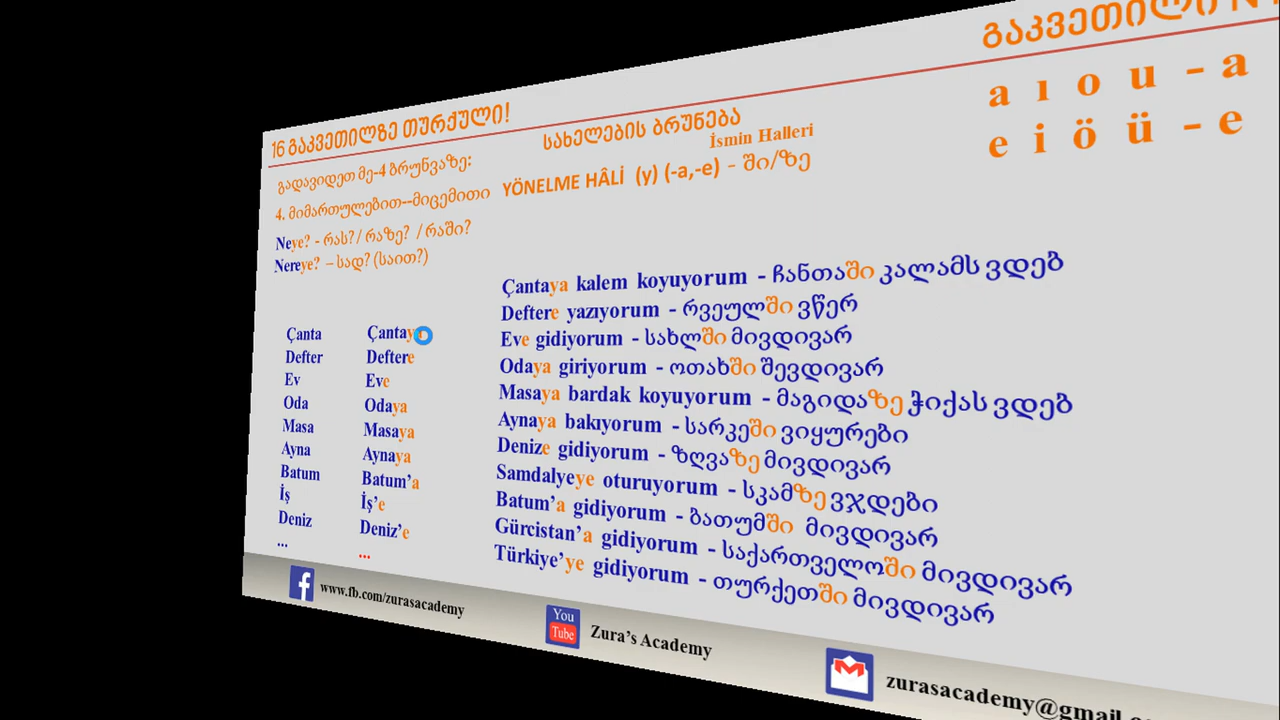 გაკვეთილი
16 გაკვეთილზე თურქული!
სახელების ბრუნება
İsmin Halleri
a ı o u - a
e i ö ü - e
გადავიდეთ მე-4 ბრუნვაზე:
4. მიმართულებით--მიცემითი
YÖNELME HÂLİ (y) (-a,-e) - ში/ზე
Neye? - რას? / რაზე? / რაში?
Nereye? – სად? (საით?)
Çanta Çantaya
Defter Deftere
Ev Eve
Oda Odaya
Masa Masaya
Ayna Aynaya
Batum Batum’a
İş İş’e
Deniz Deniz’e
... ...
Çantaya kalem koyuyorum - ჩანთაში კალამს ვდებ
Deftere yazıyorum - რვეულში ვწერ
Eve gidiyorum - სახლში მივდივარ
Odaya giriyorum - ოთახში შევდივარ
Masaya bardak koyuyorum - მაგიდაზე ჭიქას ვდებ
Aynaya bakıyorum - სარკეში ვიყურები
Denize gidiyorum - ზღვაზე მივდივარ
Samdalyeye oturuyorum - სკამზე ვჯდები
Batum’a gidiyorum - ბათუმში მივდივარ
Gürcistan’a gidiyorum - საქართველოში მივდივარ
Türkiye’ye gidiyorum - თურქეთში მივდივარ
www.fb.com/zurasacademy
You Tube
Zura’s Academy
zurasacademy@gmail